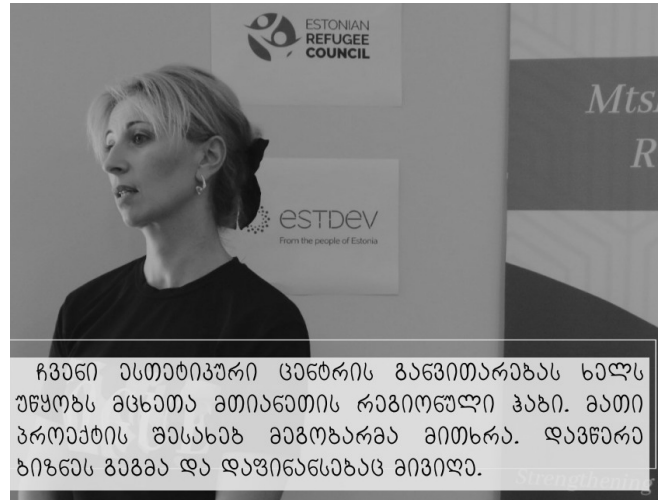 ESTONIAN
REFUGEE
COUNCIL
Mts
R
estdev
From the people of Estonia
ჩვენი ესთეტიკური ცენტრის განვითარებას ხელს
უწყობს მცხეთა მთიანეთის რეგიონული ჰაბი. მათი
პროექტის შესახებ მეგობარმა მითხრა. დავწერე
ბიზნეს გეგმა და დაფინანსებაც მივიღე.
Strengthening